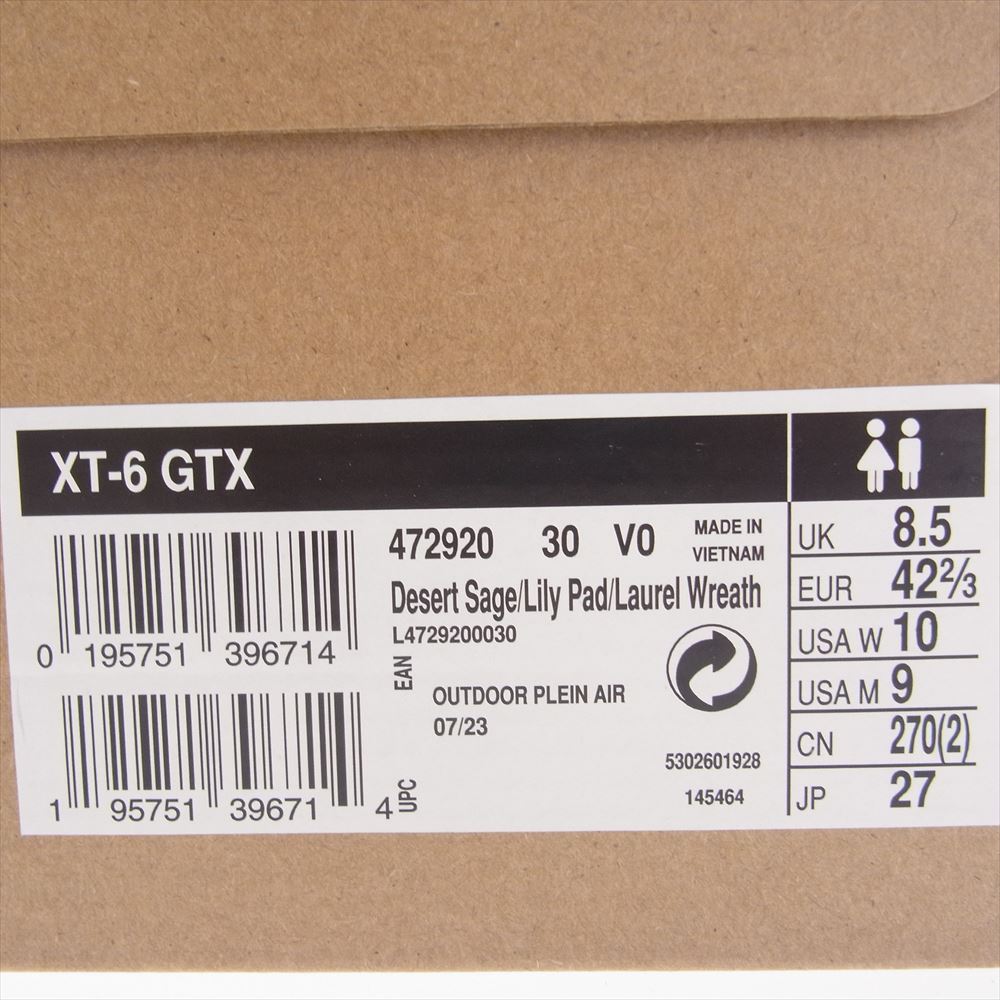 XT-6 GTX
472920 30 V0 MADE IN VIETNAM
Desert Sage/Lily Pad/Laurel Wreath
L4729200030
0 195751 396714
EAN
OUTDOOR PLEIN AIR
07/23
1 95751 39671 4
UPC
5302601928
145464
UK 8.5
EUR 42⅔
USA W 10
USA M 9
CN 270(2)
JP 27